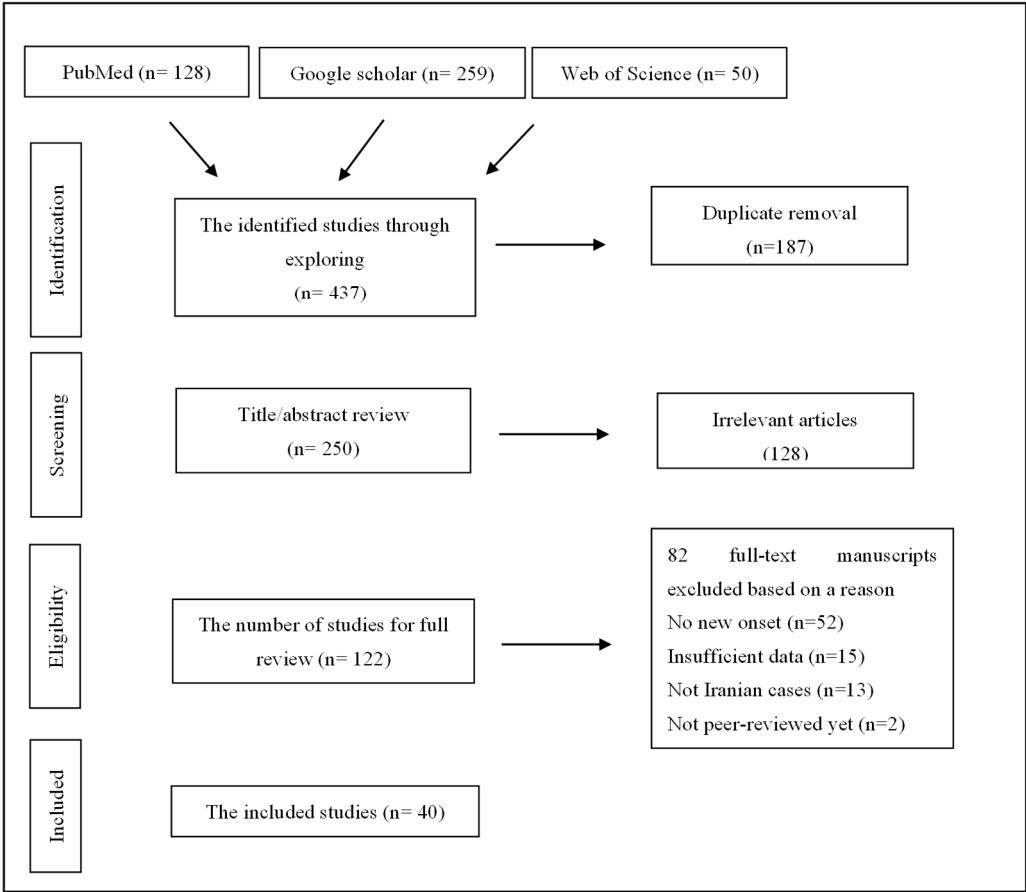 PubMed (n= 128)
Google scholar (n= 259)
Web of Science (n= 50)
Identification
The identified studies through
exploring
(n= 437)
Duplicate removal
(n=187)
Screening
Title/abstract review
(n= 250)
Irrelevant articles
(128)
Eligibility
The number of studies for full
review (n= 122)
82 full-text manuscripts
excluded based on a reason
No new onset (n=52)
Insufficient data (n=15)
Not Iranian cases (n=13)
Not peer-reviewed yet (n=2)
Included
The included studies (n= 40)